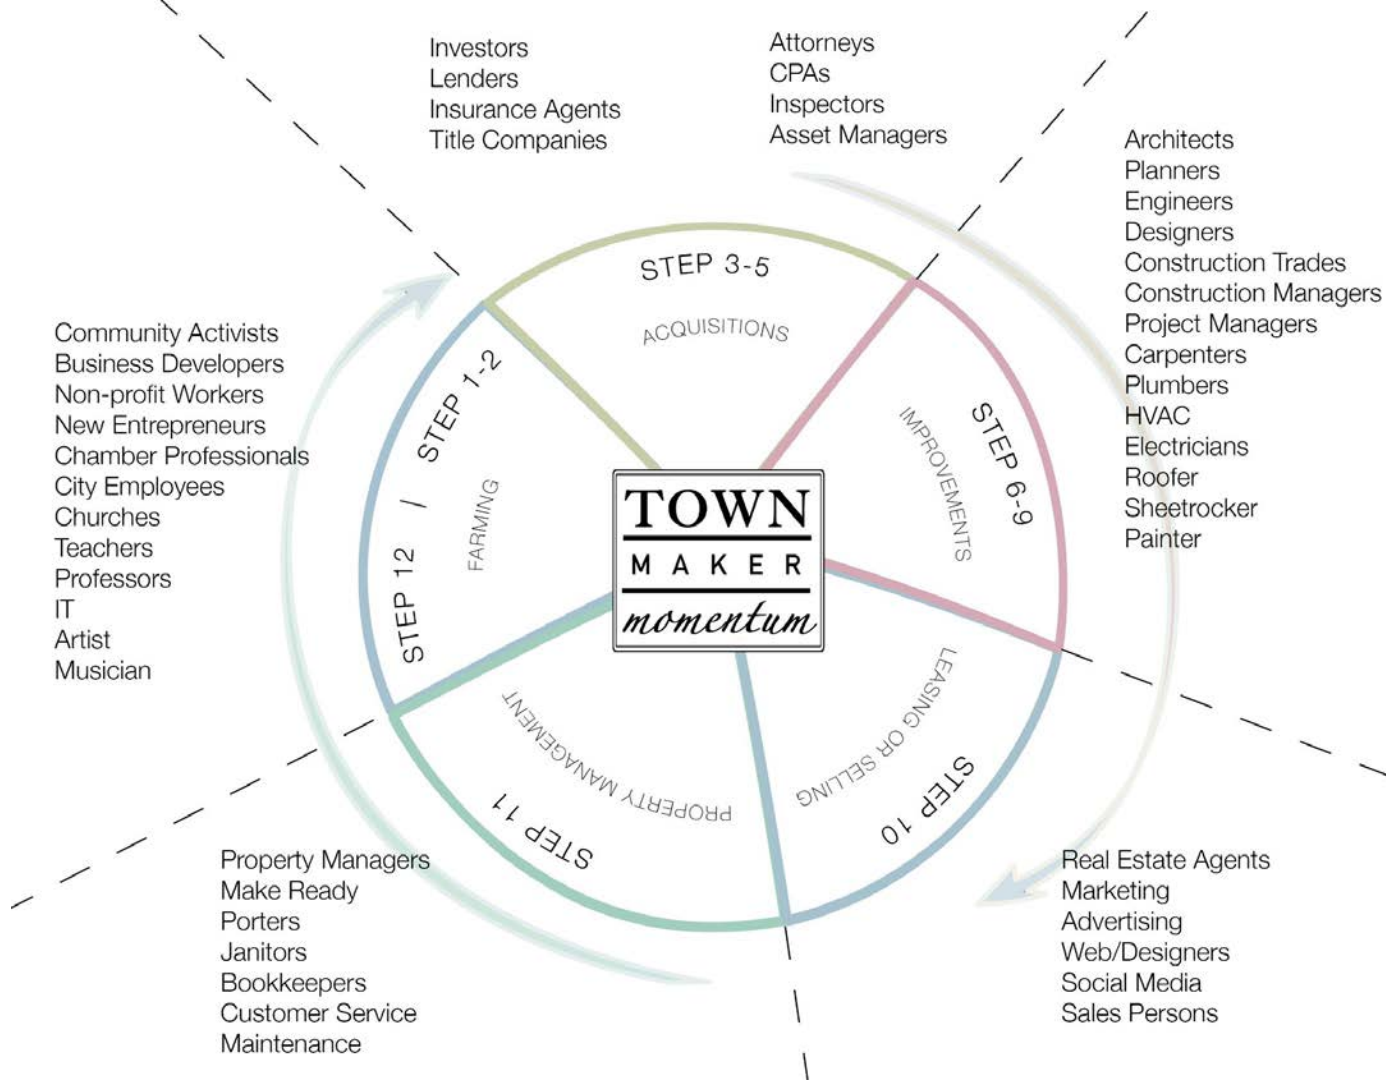 Investors
Lenders
Insurance Agents
Title Companies
Attorneys
CPAs
Inspectors
Asset Managers
Architects
Planners
Engineers
Designers
Construction Trades
Construction Managers
Project Managers
Carpenters
Plumbers
HVAC
Electricians
Roofer
Sheetrocker
Painter
Community Activists
Business Developers
Non-profit Workers
New Entrepreneurs
Chamber Professionals
City Employees
Churches
Teachers
Professors
IT
Artist
Musician
STEP 3-5
ACQUISITIONS
STEP 6-9
IMPROVEMENTS
STEP 12 / STEP 1-2
FARMING
TOWN
MAKER
momentum
LEASING OR SELLING
STEP 10
PROPERTY MANAGEMENT
STEP 11
Property Managers
Make Ready
Porters
Janitors
Bookkeepers
Customer Service
Maintenance
Real Estate Agents
Marketing
Advertising
Web/Designers
Social Media
Sales Persons